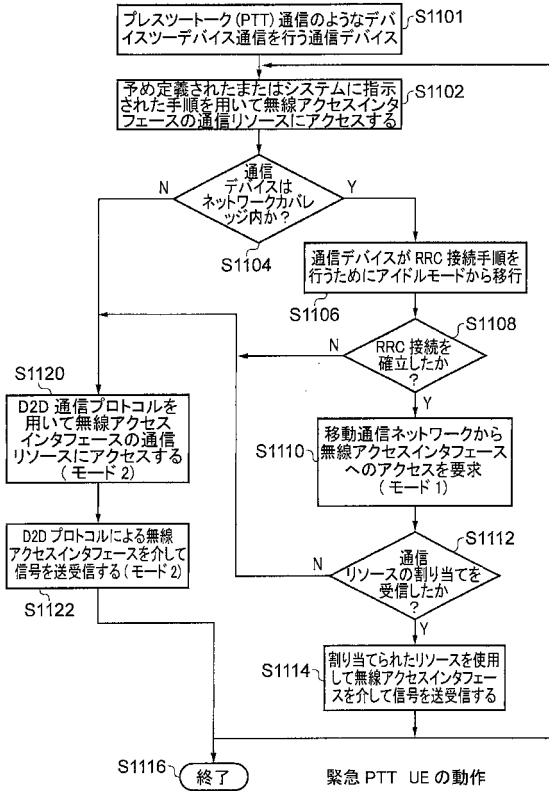 プレスツートーク(PTT)通信のようなデバ
イスツーデバイス通信を行う通信デバイス
S1101
予め定義されたまたはシステムに指示
された手順を用いて無線アクセスインタ
フェースの通信リソースにアクセスする
S1102
通信
デバイスは
ネットワークカバレ
ッジ内か?
N
Y
S1104
通信デバイスが RRC 接続手順を
行うためにアイドルモードから移行
S1106
S1108
RRC 接続を
確立したか
?
N
Y
S1120
D2D 通信プロトコルを
用いて無線アクセス
インタフェースの通信
リソースにアクセスする
(モード 2)
S1110
移動通信ネットワークから
無線アクセスインタフェース
へのアクセスを要求
(モード 1)
S1112
通信
リソースの割り当てを
受信したか
?
N
Y
D2D プロトコルによる無線
アクセスインタフェースを介して
信号を送受信する(モード 2)
S1122
S1114
割り当てられたリソースを使用
して無線アクセスインタフェー
スを介して信号を送受信する
S1116
終了
緊急 PTT UE の動作